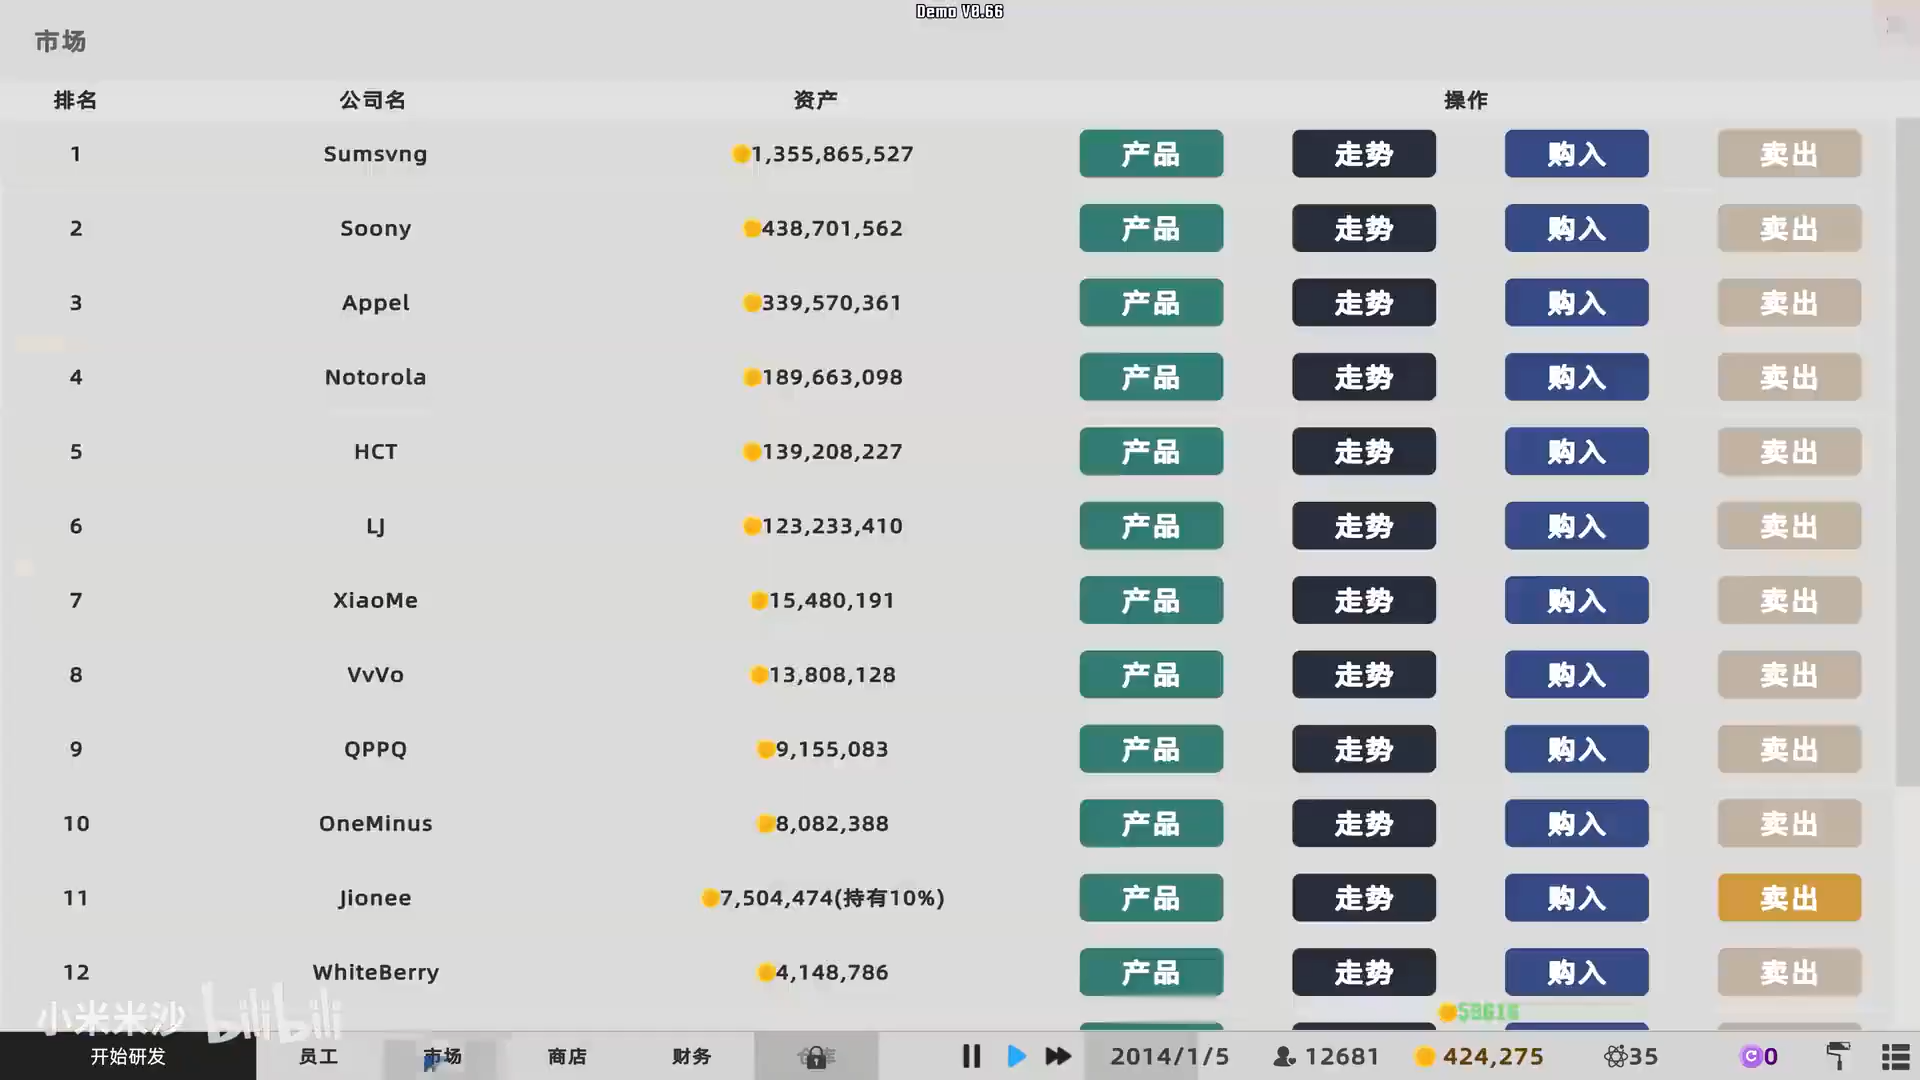 Demo V0.66
市场
排名 公司名 资产 操作
1 Sumsvng 1,355,865,527 产品 走势 购入 卖出
2 Soony 438,701,562 产品 走势 购入 卖出
3 Appel 339,570,361 产品 走势 购入 卖出
4 Notorola 189,663,098 产品 走势 购入 卖出
5 HCT 139,208,227 产品 走势 购入 卖出
6 LJ 123,233,410 产品 走势 购入 卖出
7 XiaoMe 15,480,191 产品 走势 购入 卖出
8 VvVo 13,808,128 产品 走势 购入 卖出
9 QPPQ 9,155,083 产品 走势 购入 卖出
10 OneMinus 8,082,388 产品 走势 购入 卖出
11 Jionee 7,504,474(持有10%) 产品 走势 购入 卖出
12 WhiteBerry 4,148,786 产品 走势 购入 卖出
小米米沙 bilibili
开始研发 员工 市场 商店 财务 2014/1/5 12681 424,275 35 0